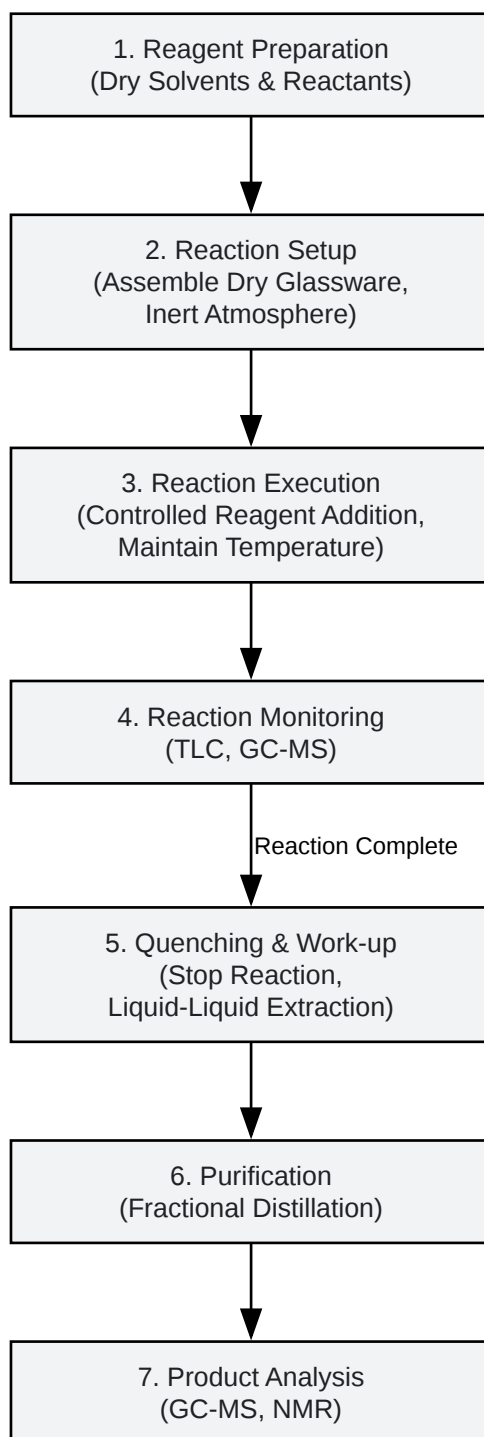 1. Reagent Preparation
(Dry Solvents & Reactants)
2. Reaction Setup
(Assemble Dry Glassware,
Inert Atmosphere)
3. Reaction Execution
(Controlled Reagent Addition,
Maintain Temperature)
4. Reaction Monitoring
(TLC, GC-MS)
Reaction Complete
5. Quenching & Work-up
(Stop Reaction,
Liquid-Liquid Extraction)
6. Purification
(Fractional Distillation)
7. Product Analysis
(GC-MS, NMR)